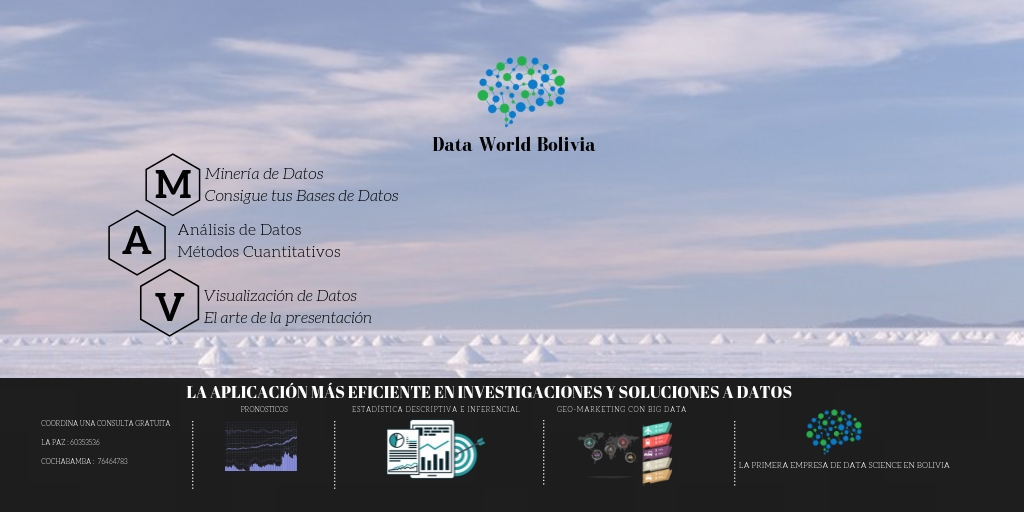 Data World Bolivia
M
Minería de Datos
Consigue tus Bases de Datos
A
Análisis de Datos
Métodos Cuantitativos
V
Visualización de Datos
El arte de la presentación
LA APLICACIÓN MÁS EFICIENTE EN INVESTIGACIONES Y SOLUCIONES A DATOS
COORDINA UNA CONSULTA GRATUITA
LA PAZ : 60353536
COCHABAMBA : 76464783
PRONOSTICOS
ESTADÍSTICA DESCRIPTIVA E INFERENCIAL
GEO-MARKETING CON BIG DATA
LA PRIMERA EMPRESA DE DATA SCIENCE EN BOLIVIA